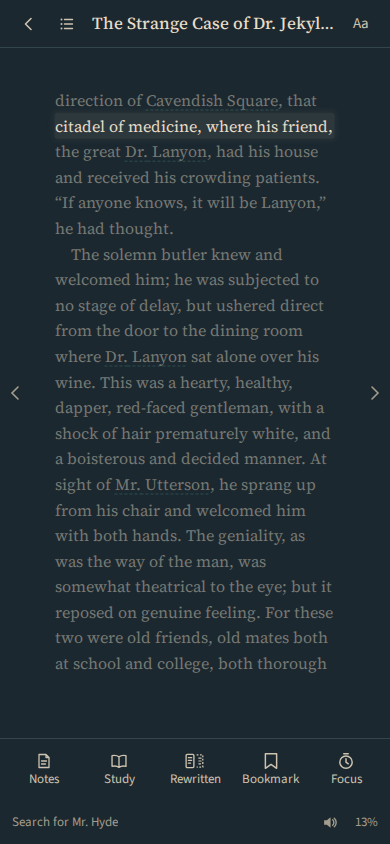 The Strange Case of Dr. Jekyl... Aa
direction of Cavendish Square, that
citadel of medicine, where his friend,
the great Dr. Lanyon, had his house
and received his crowding patients.
“If anyone knows, it will be Lanyon,”
he had thought.
The solemn butler knew and
welcomed him; he was subjected to
no stage of delay, but ushered direct
from the door to the dining room
where Dr. Lanyon sat alone over his
wine. This was a hearty, healthy,
dapper, red-faced gentleman, with a
shock of hair prematurely white, and
a boisterous and decided manner. At
sight of Mr. Utterson, he sprang up
from his chair and welcomed him
with both hands. The geniality, as
was the way of the man, was
somewhat theatrical to the eye; but it
reposed on genuine feeling. For these
two were old friends, old mates both
at school and college, both thorough
Notes Study Rewritten Bookmark Focus
Search for Mr. Hyde 13%